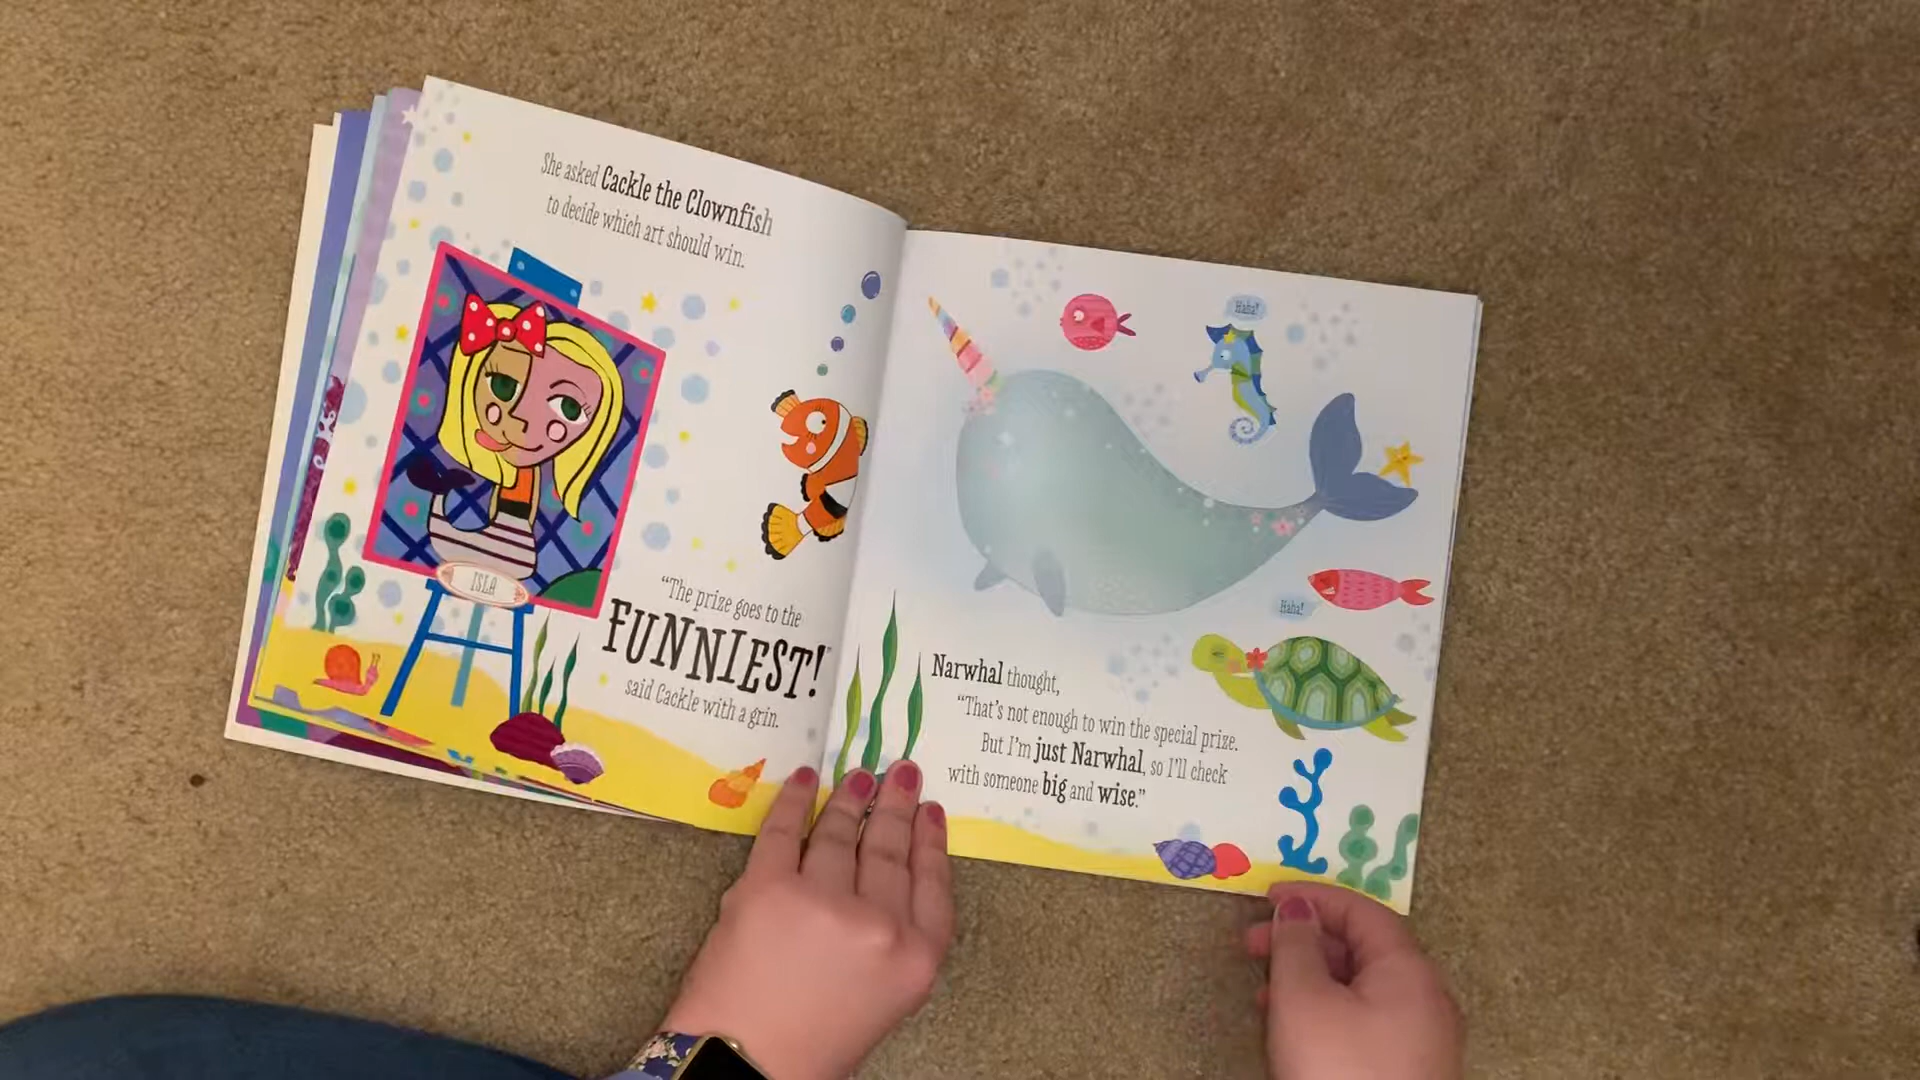 She asked Cackle the Clownfish
to decide which art should win.
ISLA
"The prize goes to the
FUNNIEST!"
said Cackle with a grin.
Haha!
Haha!
Narwhal thought,
"That's not enough to win the special prize.
But I'm just Narwhal, so I'll check
with someone big and wise."